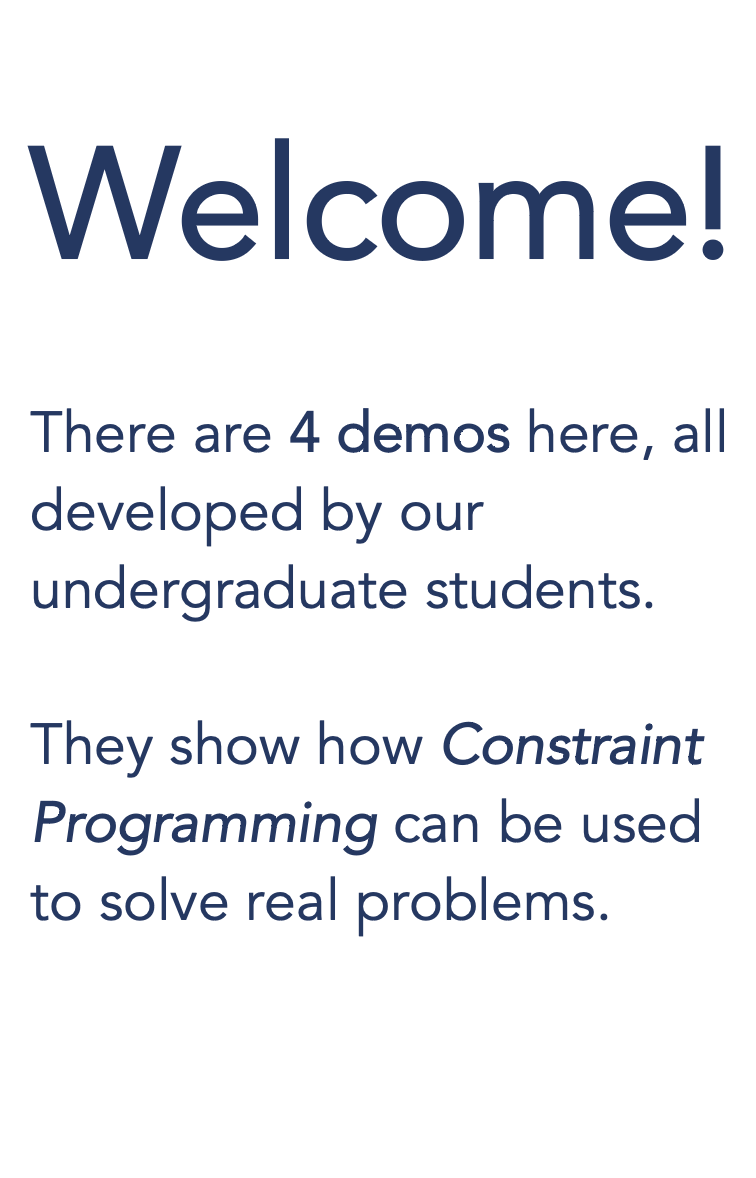 Welcome!
There are 4 demos here, all
developed by our
undergraduate students.
They show how Constraint
Programming can be used
to solve real problems.